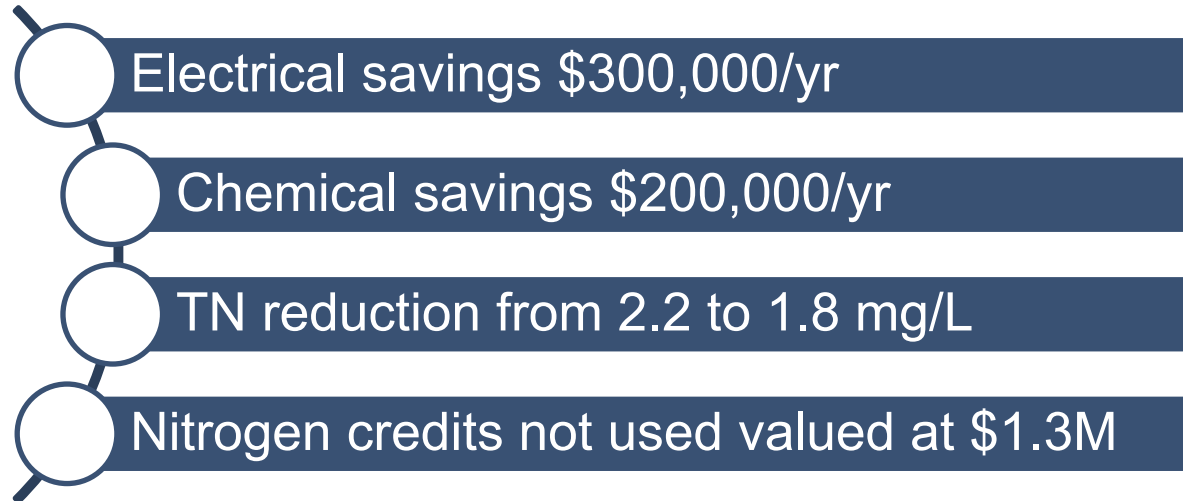 Electrical savings $300,000/yr
Chemical savings $200,000/yr
TN reduction from 2.2 to 1.8 mg/L
Nitrogen credits not used valued at $1.3M